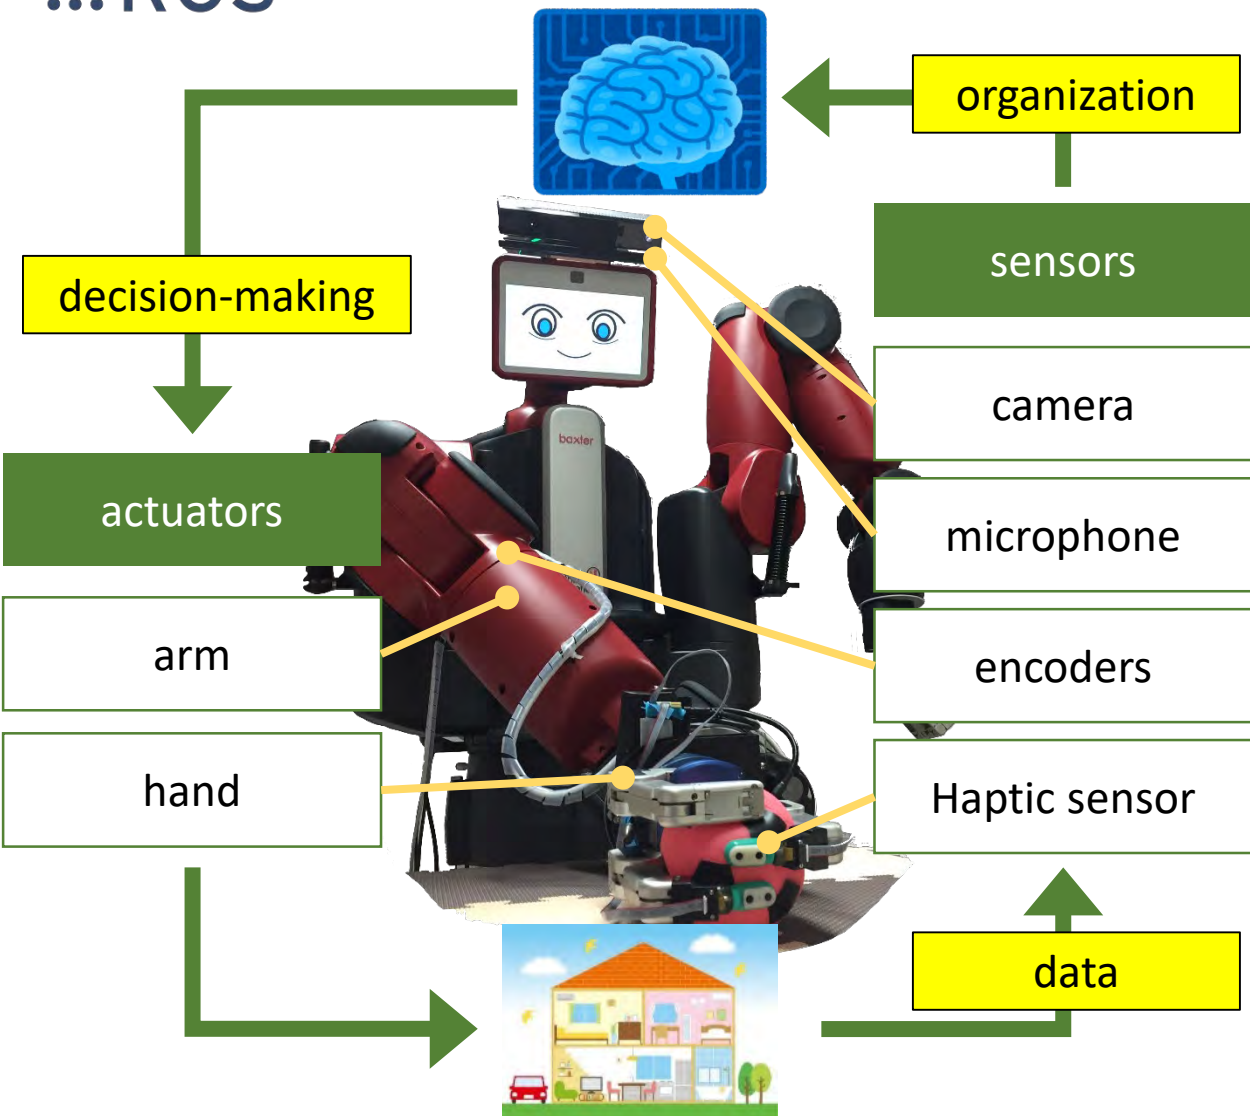 organization
sensors
decision-making
camera
baxter
actuators
microphone
arm
encoders
hand
Haptic sensor
data